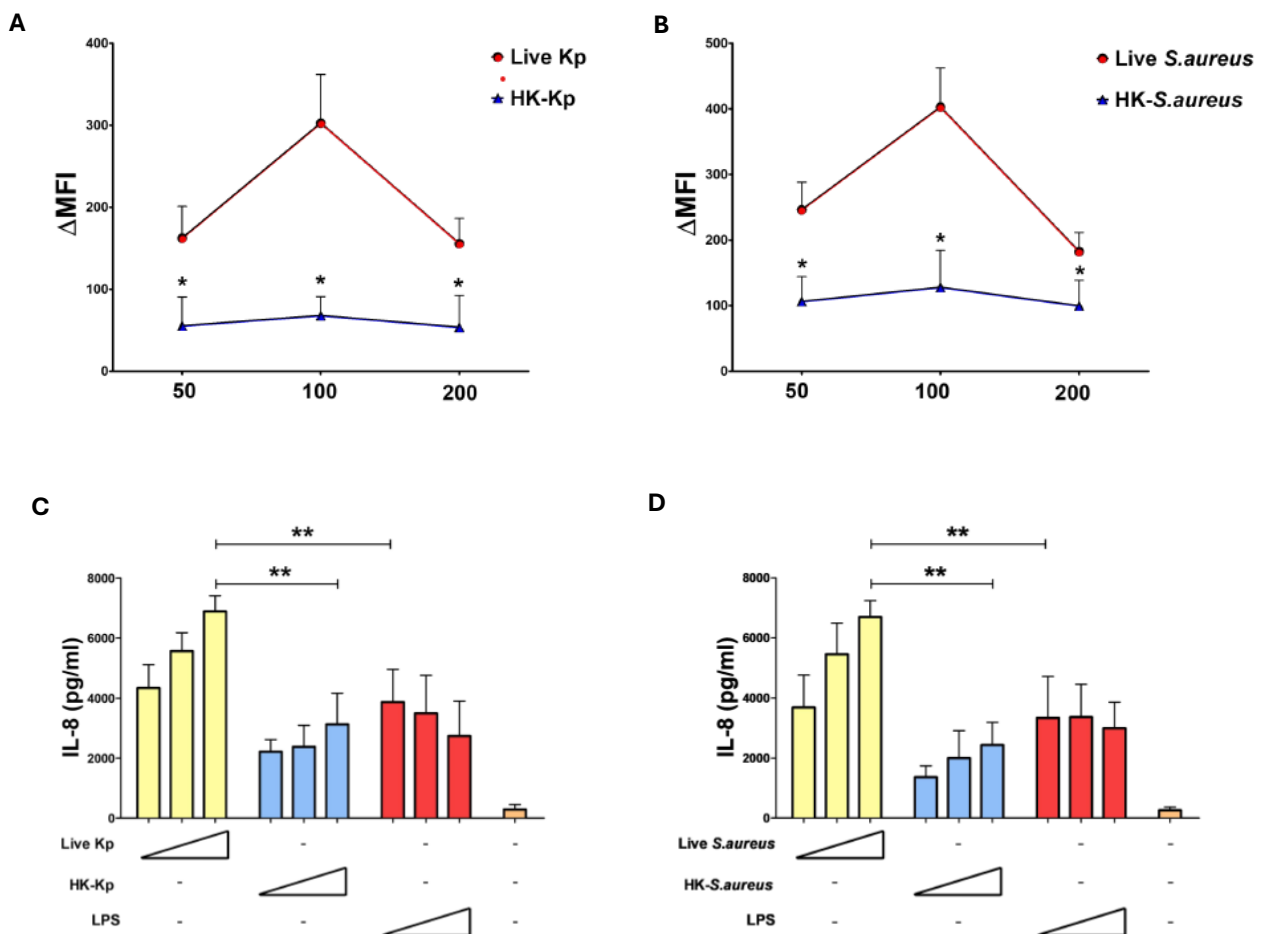 A
400
300
200
100
0
ΔMFI
50 100 200
Live Kp
HK-Kp
* * *
B
500
400
300
200
100
0
ΔMFI
50 100 200
Live S.aureus
HK-S.aureus
* * *
C
**
**
8000
6000
4000
2000
0
IL-8 (pg/ml)
Live Kp - - -
HK-Kp - - -
LPS - - -
D
**
**
8000
6000
4000
2000
0
IL-8 (pg/ml)
Live S.aureus - - -
HK-S.aureus - - -
LPS - - -